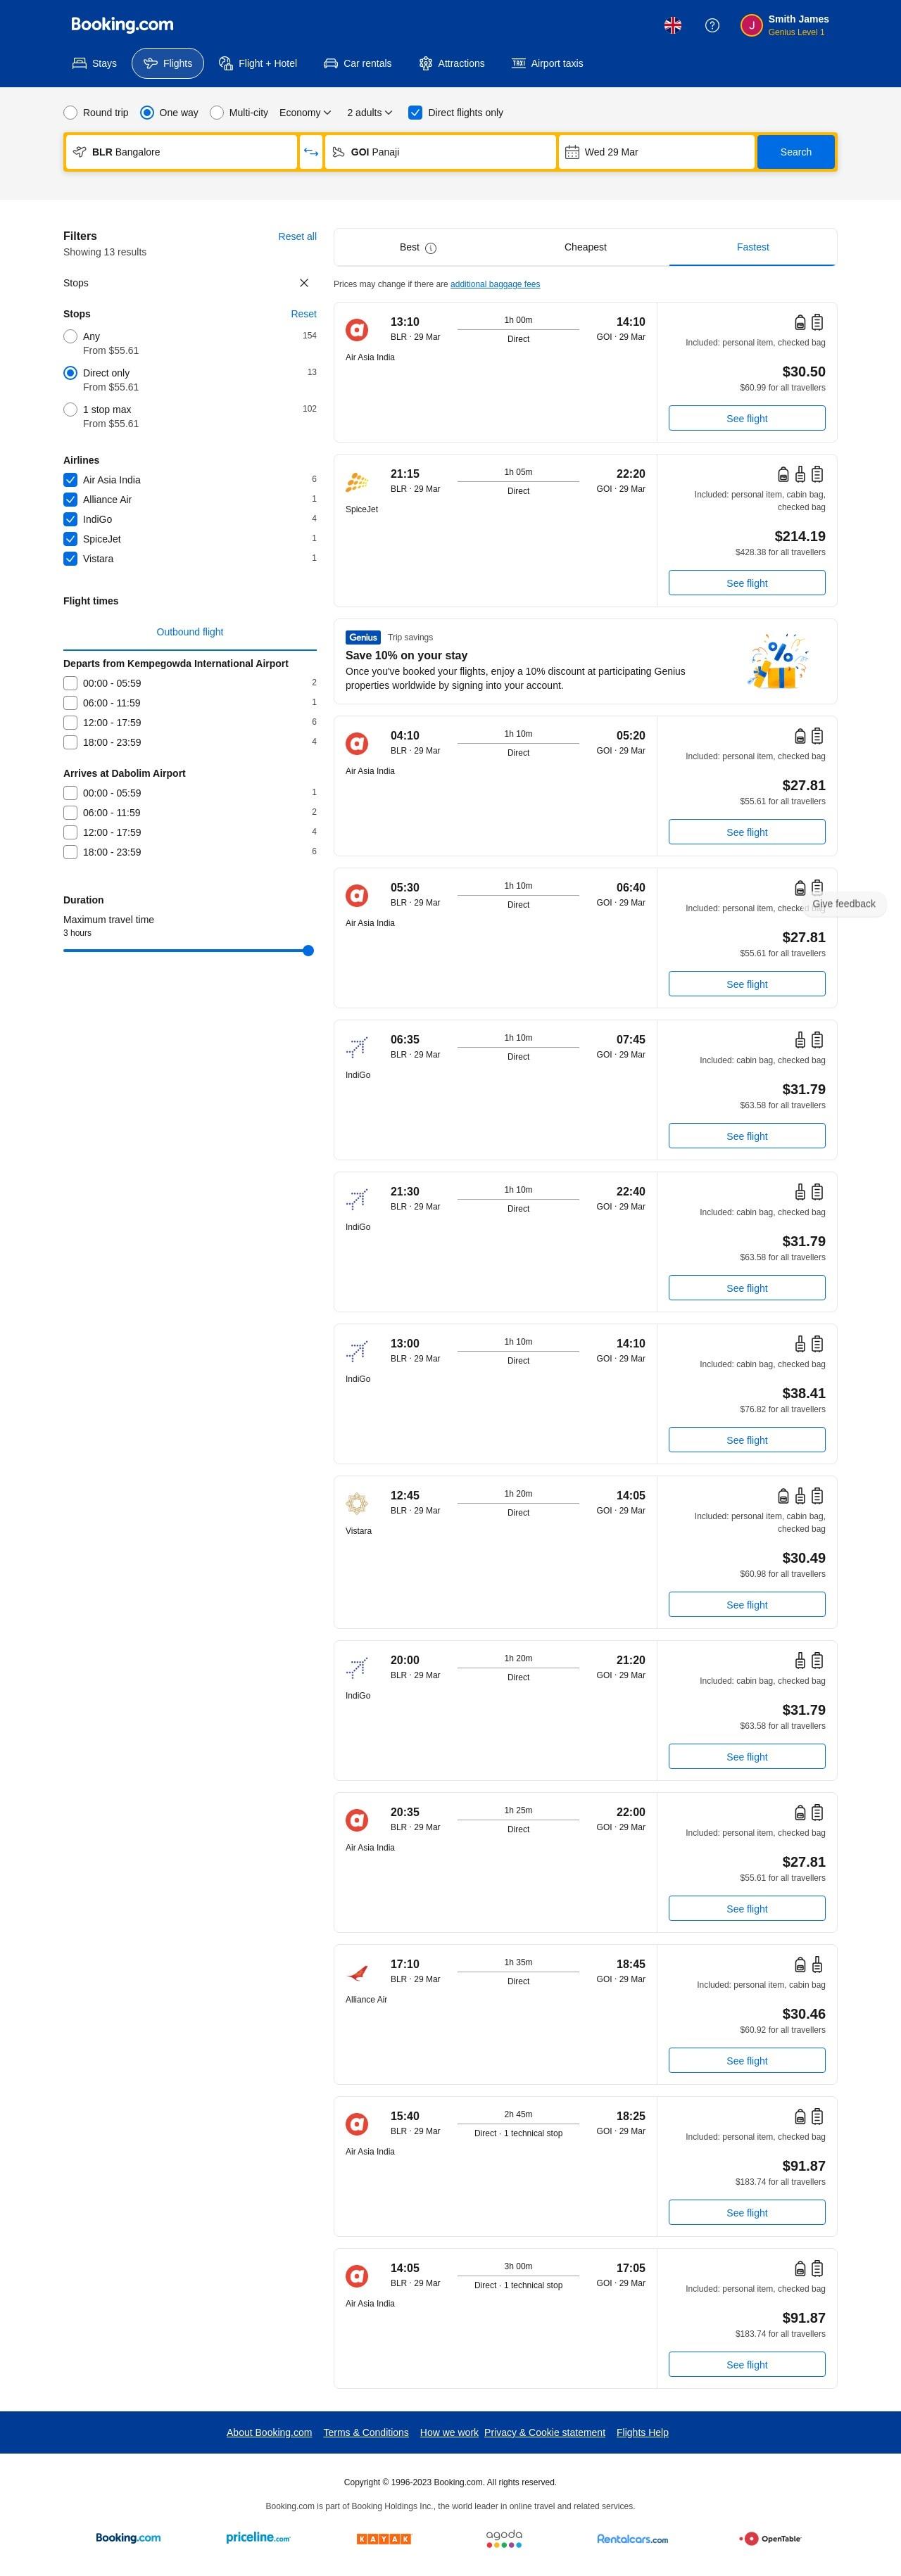 Booking.com
Smith James
Genius Level 1
J
Stays
Flights
Flight + Hotel
Car rentals
Attractions
TAXI
Airport taxis
Round trip
One way
Multi-city
Economy
2 adults
Direct flights only
BLR Bangalore
GOI Panaji
Wed 29 Mar
Search
Filters
Reset all
Showing 13 results
Stops
Stops
Reset
Any
154
From $55.61
Direct only
13
From $55.61
1 stop max
102
From $55.61
Airlines
Air Asia India
6
Alliance Air
1
IndiGo
4
SpiceJet
1
Vistara
1
Flight times
Outbound flight
Departs from Kempegowda International Airport
00:00 - 05:59
2
06:00 - 11:59
1
12:00 - 17:59
6
18:00 - 23:59
4
Arrives at Dabolim Airport
00:00 - 05:59
1
06:00 - 11:59
2
12:00 - 17:59
4
18:00 - 23:59
6
Duration
Maximum travel time
3 hours
Best
Cheapest
Fastest
Prices may change if there are additional baggage fees
13:10
1h 00m
14:10
BLR · 29 Mar
Direct
GOI · 29 Mar
Air Asia India
Included: personal item, checked bag
$30.50
$60.99 for all travellers
See flight
21:15
1h 05m
22:20
BLR · 29 Mar
Direct
GOI · 29 Mar
SpiceJet
Included: personal item, cabin bag,
checked bag
$214.19
$428.38 for all travellers
See flight
Genius Trip savings
Save 10% on your stay
Once you've booked your flights, enjoy a 10% discount at participating Genius
properties worldwide by signing into your account.
%
04:10
1h 10m
05:20
BLR · 29 Mar
Direct
GOI · 29 Mar
Air Asia India
Included: personal item, checked bag
$27.81
$55.61 for all travellers
See flight
05:30
1h 10m
06:40
BLR · 29 Mar
Direct
GOI · 29 Mar
Air Asia India
Included: personal item, checked
Give feedback
$27.81
$55.61 for all travellers
See flight
06:35
1h 10m
07:45
BLR · 29 Mar
Direct
GOI · 29 Mar
IndiGo
Included: cabin bag, checked bag
$31.79
$63.58 for all travellers
See flight
21:30
1h 10m
22:40
BLR · 29 Mar
Direct
GOI · 29 Mar
IndiGo
Included: cabin bag, checked bag
$31.79
$63.58 for all travellers
See flight
13:00
1h 10m
14:10
BLR · 29 Mar
Direct
GOI · 29 Mar
IndiGo
Included: cabin bag, checked bag
$38.41
$76.82 for all travellers
See flight
12:45
1h 20m
14:05
BLR · 29 Mar
Direct
GOI · 29 Mar
Vistara
Included: personal item, cabin bag,
checked bag
$30.49
$60.98 for all travellers
See flight
20:00
1h 20m
21:20
BLR · 29 Mar
Direct
GOI · 29 Mar
IndiGo
Included: cabin bag, checked bag
$31.79
$63.58 for all travellers
See flight
20:35
1h 25m
22:00
BLR · 29 Mar
Direct
GOI · 29 Mar
Air Asia India
Included: personal item, checked bag
$27.81
$55.61 for all travellers
See flight
17:10
1h 35m
18:45
BLR · 29 Mar
Direct
GOI · 29 Mar
Alliance Air
Included: personal item, cabin bag
$30.46
$60.92 for all travellers
See flight
15:40
2h 45m
18:25
BLR · 29 Mar
Direct · 1 technical stop
GOI · 29 Mar
Air Asia India
Included: personal item, checked bag
$91.87
$183.74 for all travellers
See flight
14:05
3h 00m
17:05
BLR · 29 Mar
Direct · 1 technical stop
GOI · 29 Mar
Air Asia India
Included: personal item, checked bag
$91.87
$183.74 for all travellers
See flight
About Booking.com
Terms & Conditions
How we work
Privacy & Cookie statement
Flights Help
Copyright © 1996-2023 Booking.com. All rights reserved.
Booking.com is part of Booking Holdings Inc., the world leader in online travel and related services.
Booking.com
priceline.com
KAYAK
agoda
Rentalcars.com
OpenTable